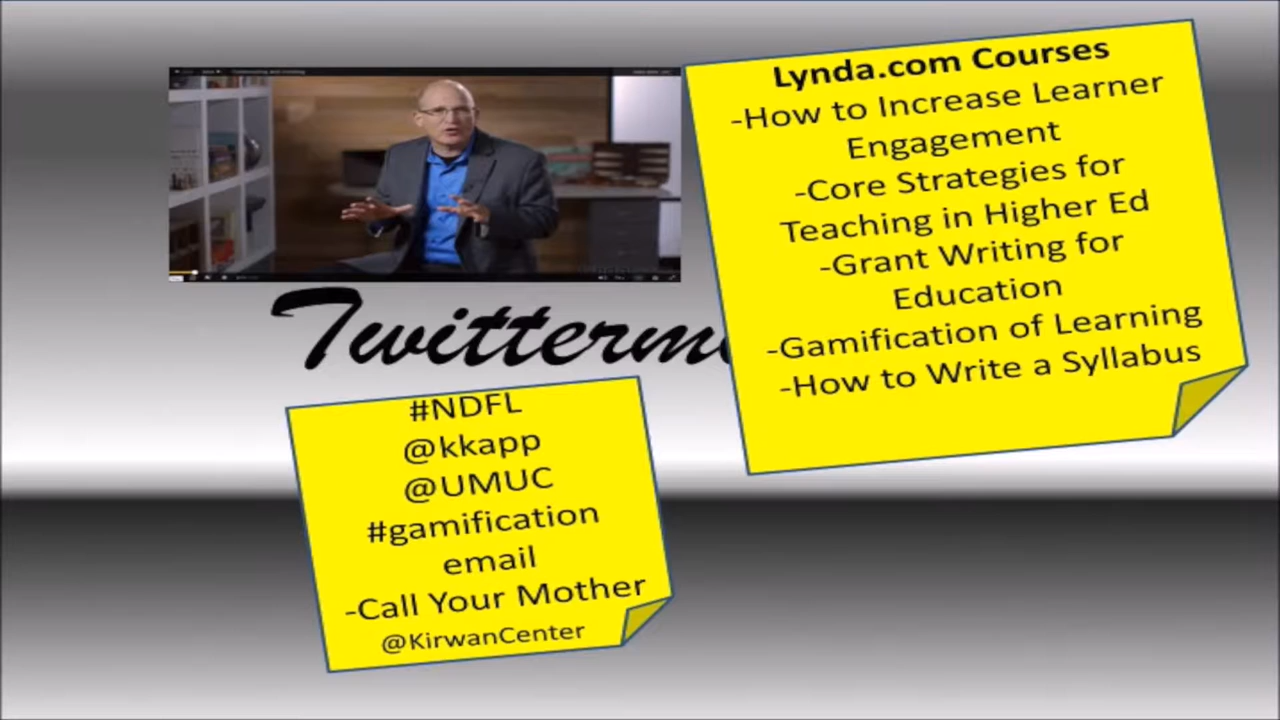 Lynda.com Courses
-How to Increase Learner
Engagement
-Core Strategies for
Teaching in Higher Ed
-Grant Writing for
Education
-Gamification of Learning
-How to Write a Syllabus
#NDFL
@kkapp
@UMUC
#gamification
email
-Call Your Mother
@KirwanCenter